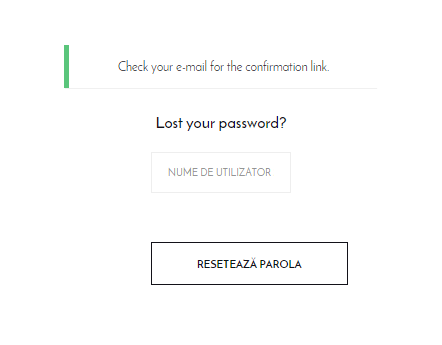 Check your e-mail for the confirmation link.
Lost your password?
NUME DE UTILIZATOR
RESETEAZĂ PAROLA